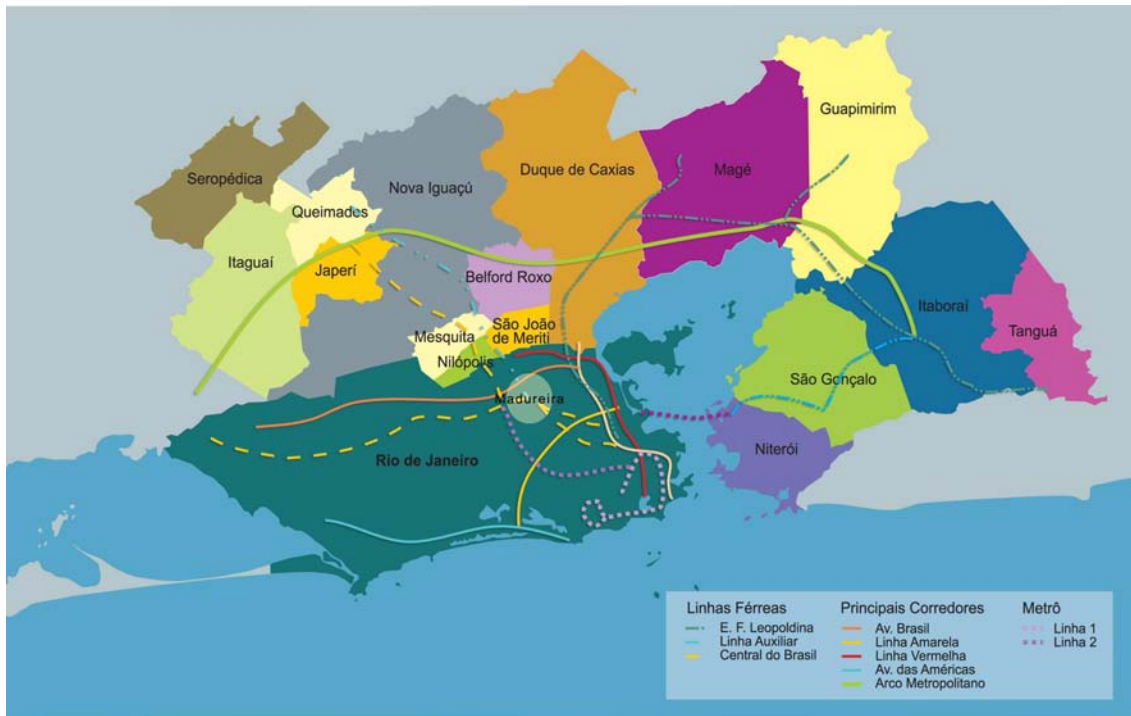 Guapimirim
Seropédica
Duque de Caxias
Magé
Nova Iguaçú
Queimados
Itaguaí
Japerí
Belford Roxo
Itaboraí
Mesquita
São João
de Meriti
Tanguá
Nilópolis
São Gonçalo
Madureira
Rio de Janeiro
Niterói
Linhas Férreas
E. F. Leopoldina
Linha Auxiliar
Central do Brasil
Principais Corredores
Av. Brasil
Linha Amarela
Linha Vermelha
Av. das Américas
Arco Metropolitano
Metrô
Linha 1
Linha 2